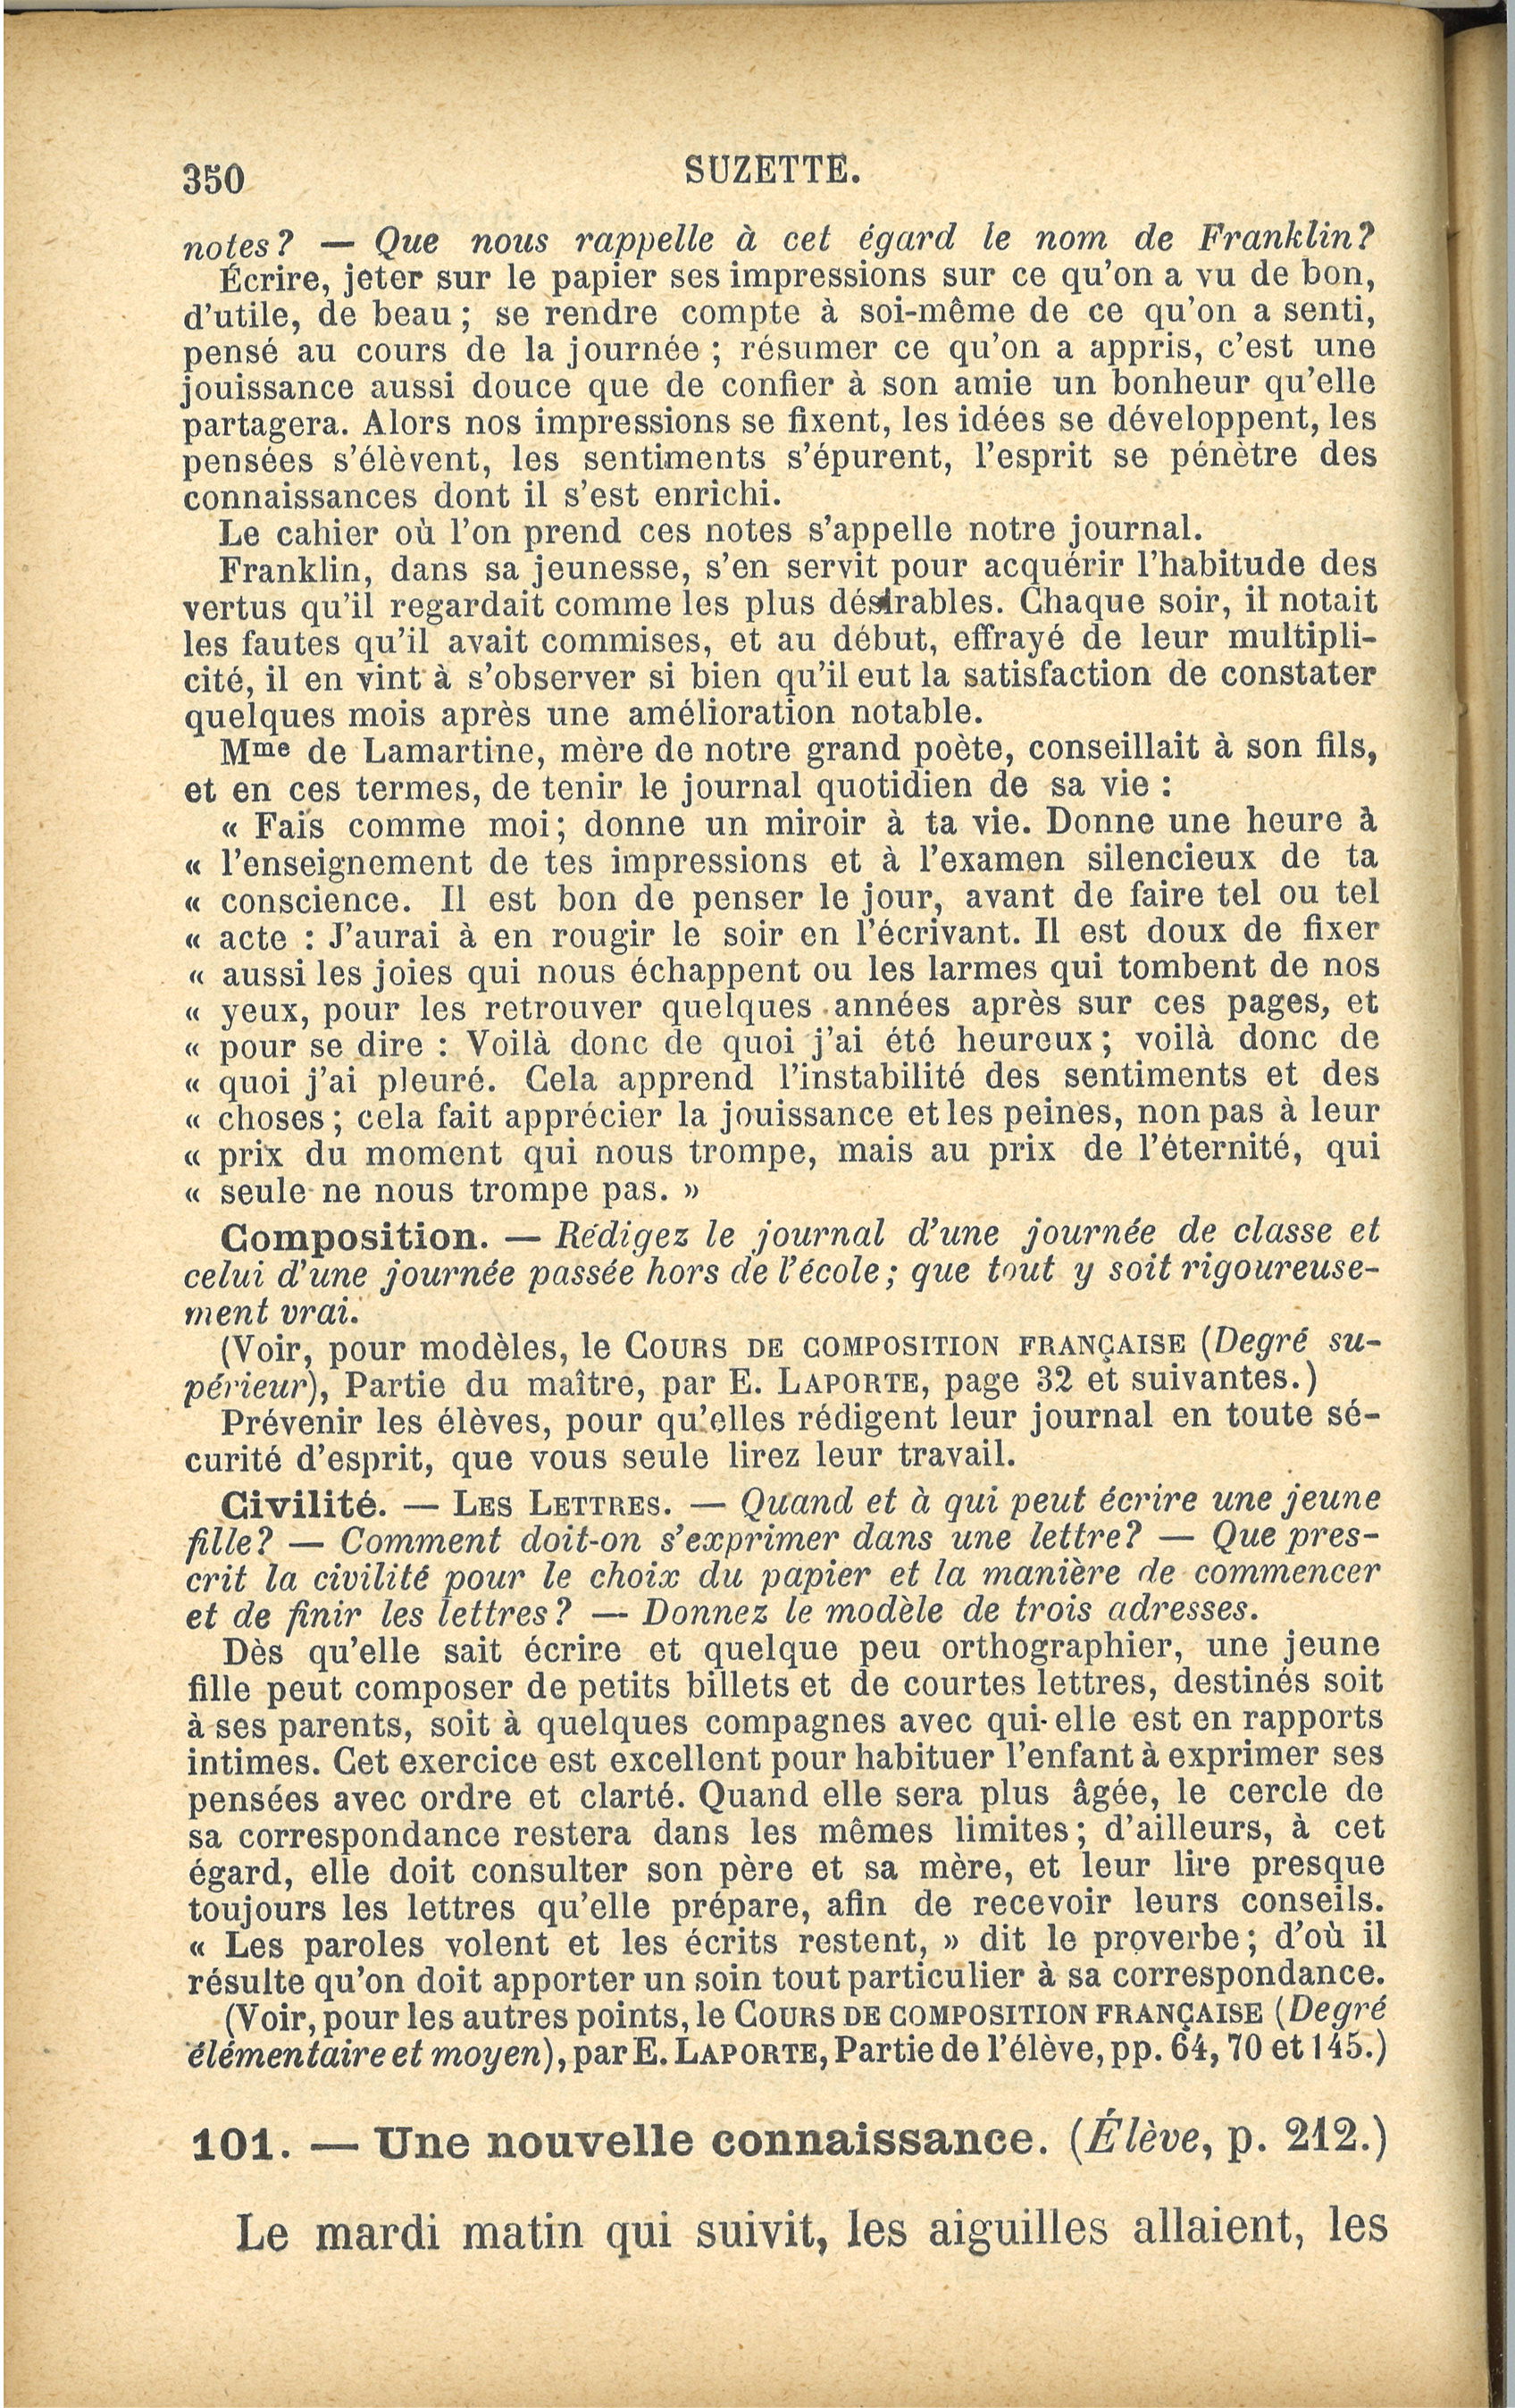 350
SUZETTE.
notes? — Que nous rappelle à cet égard le nom de Franklin?
Écrire, jeter sur le papier ses impressions sur ce qu'on a vu de bon,
d'utile, de beau; se rendre compte à soi-même de ce qu'on a senti,
pensé au cours de la journée; résumer ce qu'on a appris, c'est une
jouissance aussi douce que de confier à son amie un bonheur qu'elle
partagera. Alors nos impressions se fixent, les idées se développent, les
pensées s'élèvent, les sentiments s'épurent, l'esprit se pénètre des
connaissances dont il s'est enrichi.
Le cahier où l'on prend ces notes s'appelle notre journal.
Franklin, dans sa jeunesse, s'en servit pour acquérir l'habitude des
vertus qu'il regardait comme les plus désirables. Chaque soir, il notait
les fautes qu'il avait commises, et au début, effrayé de leur multipli-
cité, il en vint à s'observer si bien qu'il eut la satisfaction de constater
quelques mois après une amélioration notable.
Mme de Lamartine, mère de notre grand poète, conseillait à son fils,
et en ces termes, de tenir le journal quotidien de sa vie :
« Fais comme moi; donne un miroir à ta vie. Donne une heure à
« l'enseignement de tes impressions et à l'examen silencieux de ta
« conscience. Il est bon de penser le jour, avant de faire tel ou tel
« acte : J'aurai à en rougir le soir en l'écrivant. Il est doux de fixer
« aussi les joies qui nous échappent ou les larmes qui tombent de nos
« yeux, pour les retrouver quelques années après sur ces pages, et
« pour se dire : Voilà donc de quoi j'ai été heureux; voilà donc de
« quoi j'ai pleuré. Cela apprend l'instabilité des sentiments et des
« choses; cela fait apprécier la jouissance et les peines, non pas à leur
« prix du moment qui nous trompe, mais au prix de l'éternité, qui
« seule ne nous trompe pas. »
Composition. — Rédigez le journal d'une journée de classe et
celui d'une journée passée hors de l'école; que tout y soit rigoureuse-
ment vrai.
(Voir, pour modèles, le COURS DE COMPOSITION FRANÇAISE (Degré su-
périeur), Partie du maître, par E. LAPORTE, page 32 et suivantes.)
Prévenir les élèves, pour qu'elles rédigent leur journal en toute sé-
curité d'esprit, que vous seule lirez leur travail.
Civilité. — LES LETTRES. — Quand et à qui peut écrire une jeune
fille? — Comment doit-on s'exprimer dans une lettre? — Que pres-
crit la civilité pour le choix du papier et la manière de commencer
et de finir les lettres? — Donnez le modèle de trois adresses.
Dès qu'elle sait écrire et quelque peu orthographier, une jeune
fille peut composer de petits billets et de courtes lettres, destinés soit
à ses parents, soit à quelques compagnes avec qui elle est en rapports
intimes. Cet exercice est excellent pour habituer l'enfant à exprimer ses
pensées avec ordre et clarté. Quand elle sera plus âgée, le cercle de
sa correspondance restera dans les mêmes limites; d'ailleurs, à cet
égard, elle doit consulter son père et sa mère, et leur lire presque
toujours les lettres qu'elle prépare, afin de recevoir leurs conseils.
« Les paroles volent et les écrits restent, » dit le proverbe; d'où il
résulte qu'on doit apporter un soin tout particulier à sa correspondance.
(Voir, pour les autres points, le COURS DE COMPOSITION FRANÇAISE (Degré
élémentaire et moyen), par E. LAPORTE, Partie de l'élève, pp. 64, 70 et 145.)
101. — Une nouvelle connaissance. (Élève, p. 212.)
Le mardi matin qui suivit, les aiguilles allaient, les